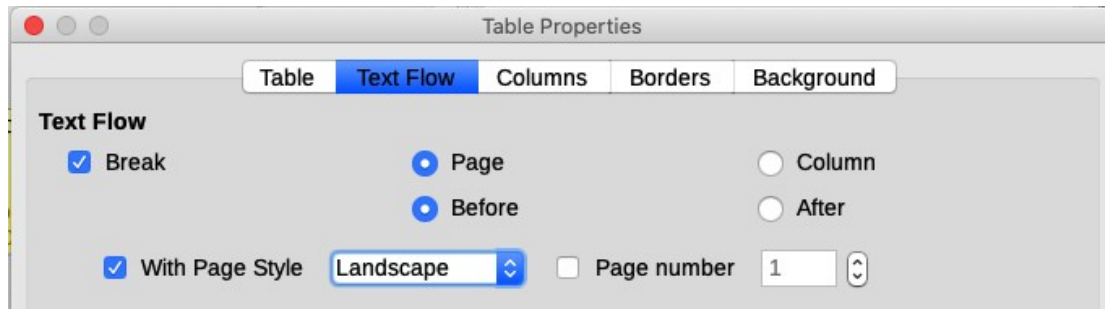 Table Properties
Table Text Flow Columns Borders Background
Text Flow
Break Page Column
Before After
With Page Style Landscape Page number 1